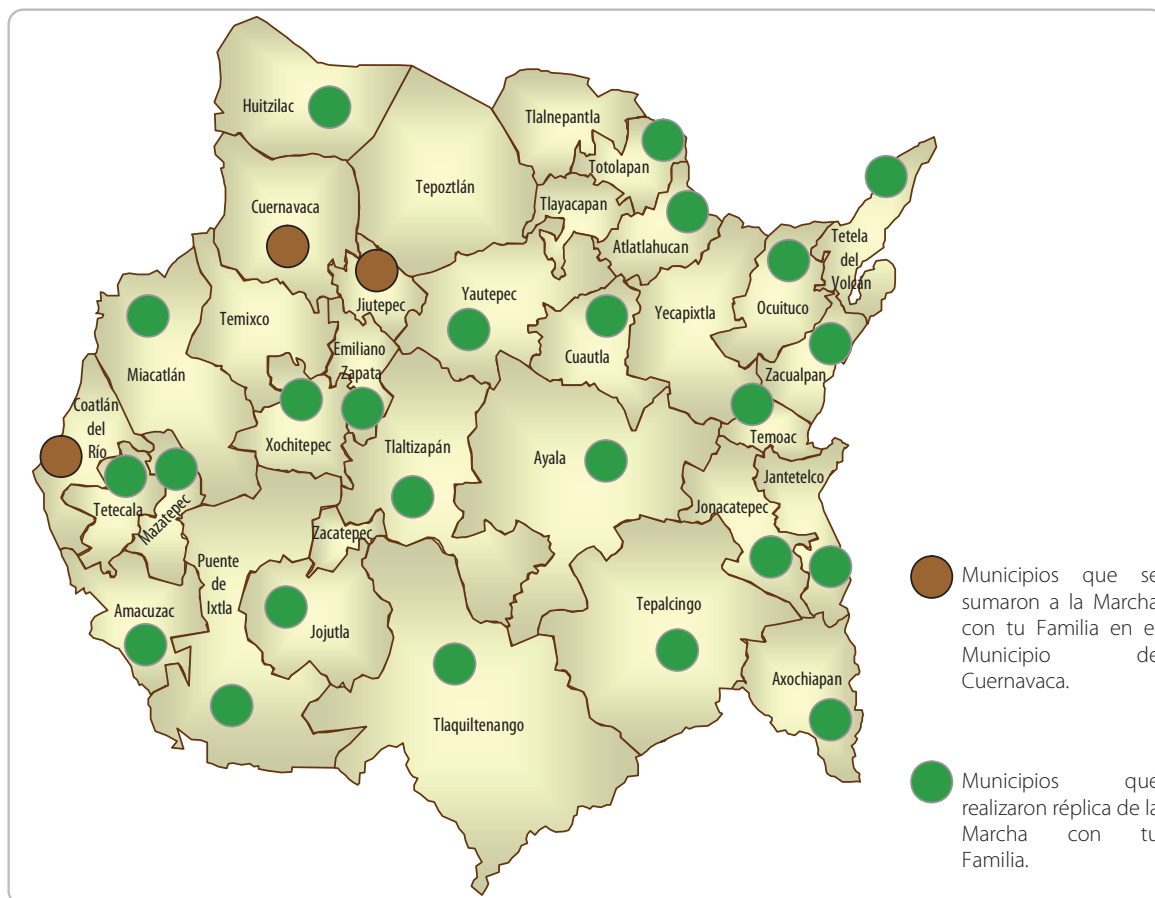 Huitzilac
Tlalnepantla
Totolapan
Tepoztlán
Tlayacapan
Cuernavaca
Atlatlahucan
Tetela
del
Volcán
Jiutepec
Yautepec
Yecapixtla
Ocuituco
Temixco
Emiliano
Zapata
Cuautla
Zacualpan
Miacatlán
Coatlán
del
Río
Xochitepec
Tlaltizapán
Ayala
Temoac
Jantetelco
Tetecala
Mazatepec
Jonacatepec
Zacatepec
Puente
de
Ixtla
Amacuzac
Jojutla
Tepalcingo
Axochiapan
Tlaquiltenango
Municipios que se
sumaron a la Marcha
con tu Familia en e
Municipio de
Cuernavaca.
Municipios que
realizaron réplica de la
Marcha con tu
Familia.